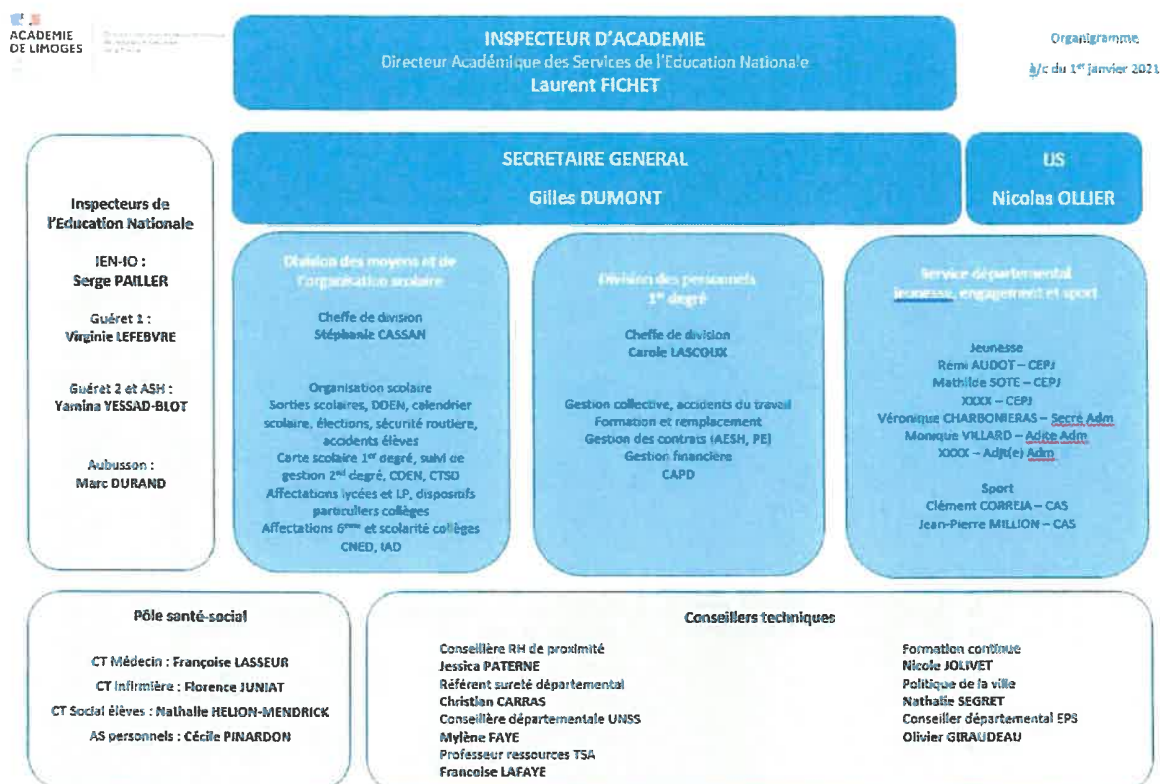 ACADEMIE
DE LIMOGES
INSPECTEUR D'ACADEMIE
Directeur Académique des Services de l'Education Nationale
Laurent FICHET
Organigramme
à/c du 1er janvier 2021
SECRETAIRE GENERAL
Gilles DUMONT
IJS
Nicolas OLLIER
Inspecteurs de
l'Education Nationale
IEN-IO :
Serge PAILLER
Guéret 1 :
Virginie LEFEBVRE
Guéret 2 et ASH :
Yamina YESSAD-BLOT
Aubusson :
Marc DURAND
Division des moyens et de
l'organisation scolaire
Cheffe de division
Stéphanie CASSAN
Organisation scolaire
Sorties scolaires, DDEN, calendrier
scolaire, élections, sécurité routière,
accidents élèves
Carte scolaire 1er degré, suivi de
gestion 2nd degré, CDEN, CTSD
Affectations lycées et LP, dispositifs
particuliers collèges
Affectations 6ème et scolarité collèges
CNED, IAD
Division des personnels
1er degré
Cheffe de division
Carole LASCOUX
Gestion collective, accidents du travail
Formation et remplacement
Gestion des contrats (AESH, PE)
Gestion financière
CAPD
Service départemental
jeunesse, engagement et sport
Jeunesse
Rémi AUDOT – CEPJ
Mathilde SOTE – CEPJ
XXXX – CEPJ
Véronique CHARBONIERAS – Secré Adm
Monique VILLARD – Adjte Adm
XXXX – Adjt(e) Adm
Sport
Clément CORREJA – CAS
Jean-Pierre MILLION – CAS
Pôle santé-social
CT Médecin : Françoise LASSEUR
CT Infirmière : Florence JUNIAT
CT Social élèves : Nathalie HELION-MENDRICK
AS personnels : Cécile PINARDON
Conseillers techniques
Conseillère RH de proximité
Jessica PATERNE
Référent sureté départemental
Christian CARRAS
Conseillère départementale UNSS
Mylène FAYE
Professeur ressources TSA
Francoise LAFAYE
Formation continue
Nicole JOLIVET
Politique de la ville
Nathalie SEGRET
Conseiller départemental EPS
Olivier GIRAUDEAU